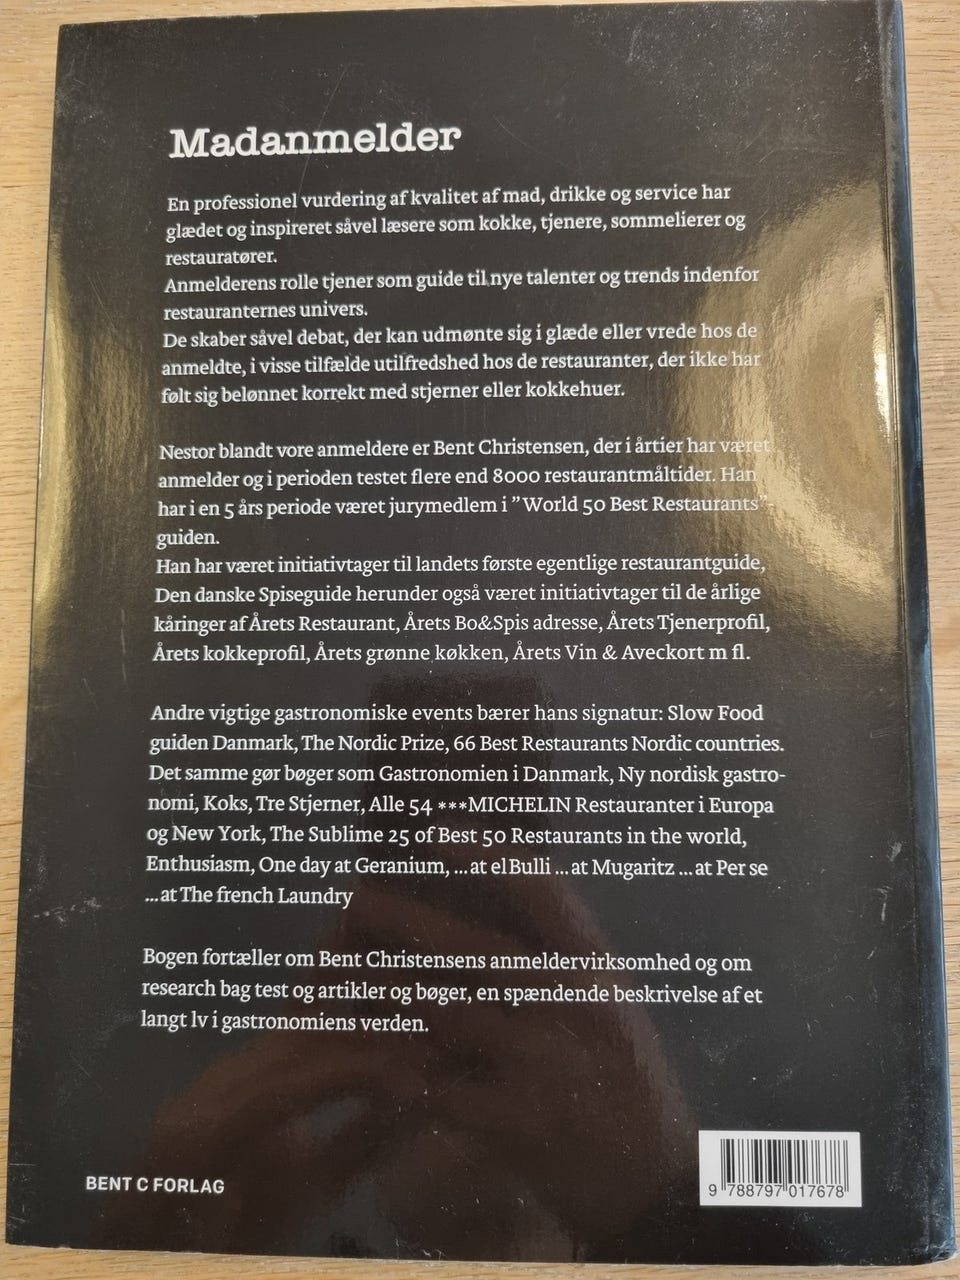 Madanmelder
En professionel vurdering af kvalitet af mad, drikke og service har
glædet og inspireret såvel læsere som kokke, tjenere, sommelierer og
restauratører.
Anmelderens rolle tjener som guide til nye talenter og trends indenfor
restauranternes univers.
De skaber såvel debat, der kan udmønte sig i glæde eller vrede hos de
anmeldte, i visse tilfælde utilfredshed hos de restauranter, der ikke har
følt sig belønnet korrekt med stjerner eller kokkehuer.
Nestor blandt vore anmeldere er Bent Christensen, der i årtier har været
anmelder og i perioden testet flere end 8000 restaurantmåltider. Han
har i en 5 års periode været jurymedlem i ”World 50 Best Restaurants”
guiden.
Han har været initiativtager til landets første egentlige restaurantguide,
Den danske Spiseguide herunder også været initiativtager til de årlige
kåringer af Årets Restaurant, Årets Bo&Spis adresse, Årets Tjenerprofil,
Årets kokkeprofil, Årets grønne køkken, Årets Vin & Aveckort m fl.
Andre vigtige gastronomiske events bærer hans signatur: Slow Food
guiden Danmark, The Nordic Prize, 66 Best Restaurants Nordic countries.
Det samme gør bøger som Gastronomien i Danmark, Ny nordisk gastro-
nomi, Koks, Tre Stjerner, Alle 54 ***MICHELIN Restauranter i Europa
og New York, The Sublime 25 of Best 50 Restaurants in the world,
Enthusiasm, One day at Geranium, ... at el Bulli ... at Mugaritz ... at Per se
... at The french Laundry
Bogen fortæller om Bent Christensens anmeldervirksomhed og om
research bag test og artikler og bøger, en spændende beskrivelse af et
langt lv i gastronomiens verden.
BENT C FORLAG
9 788797 017678